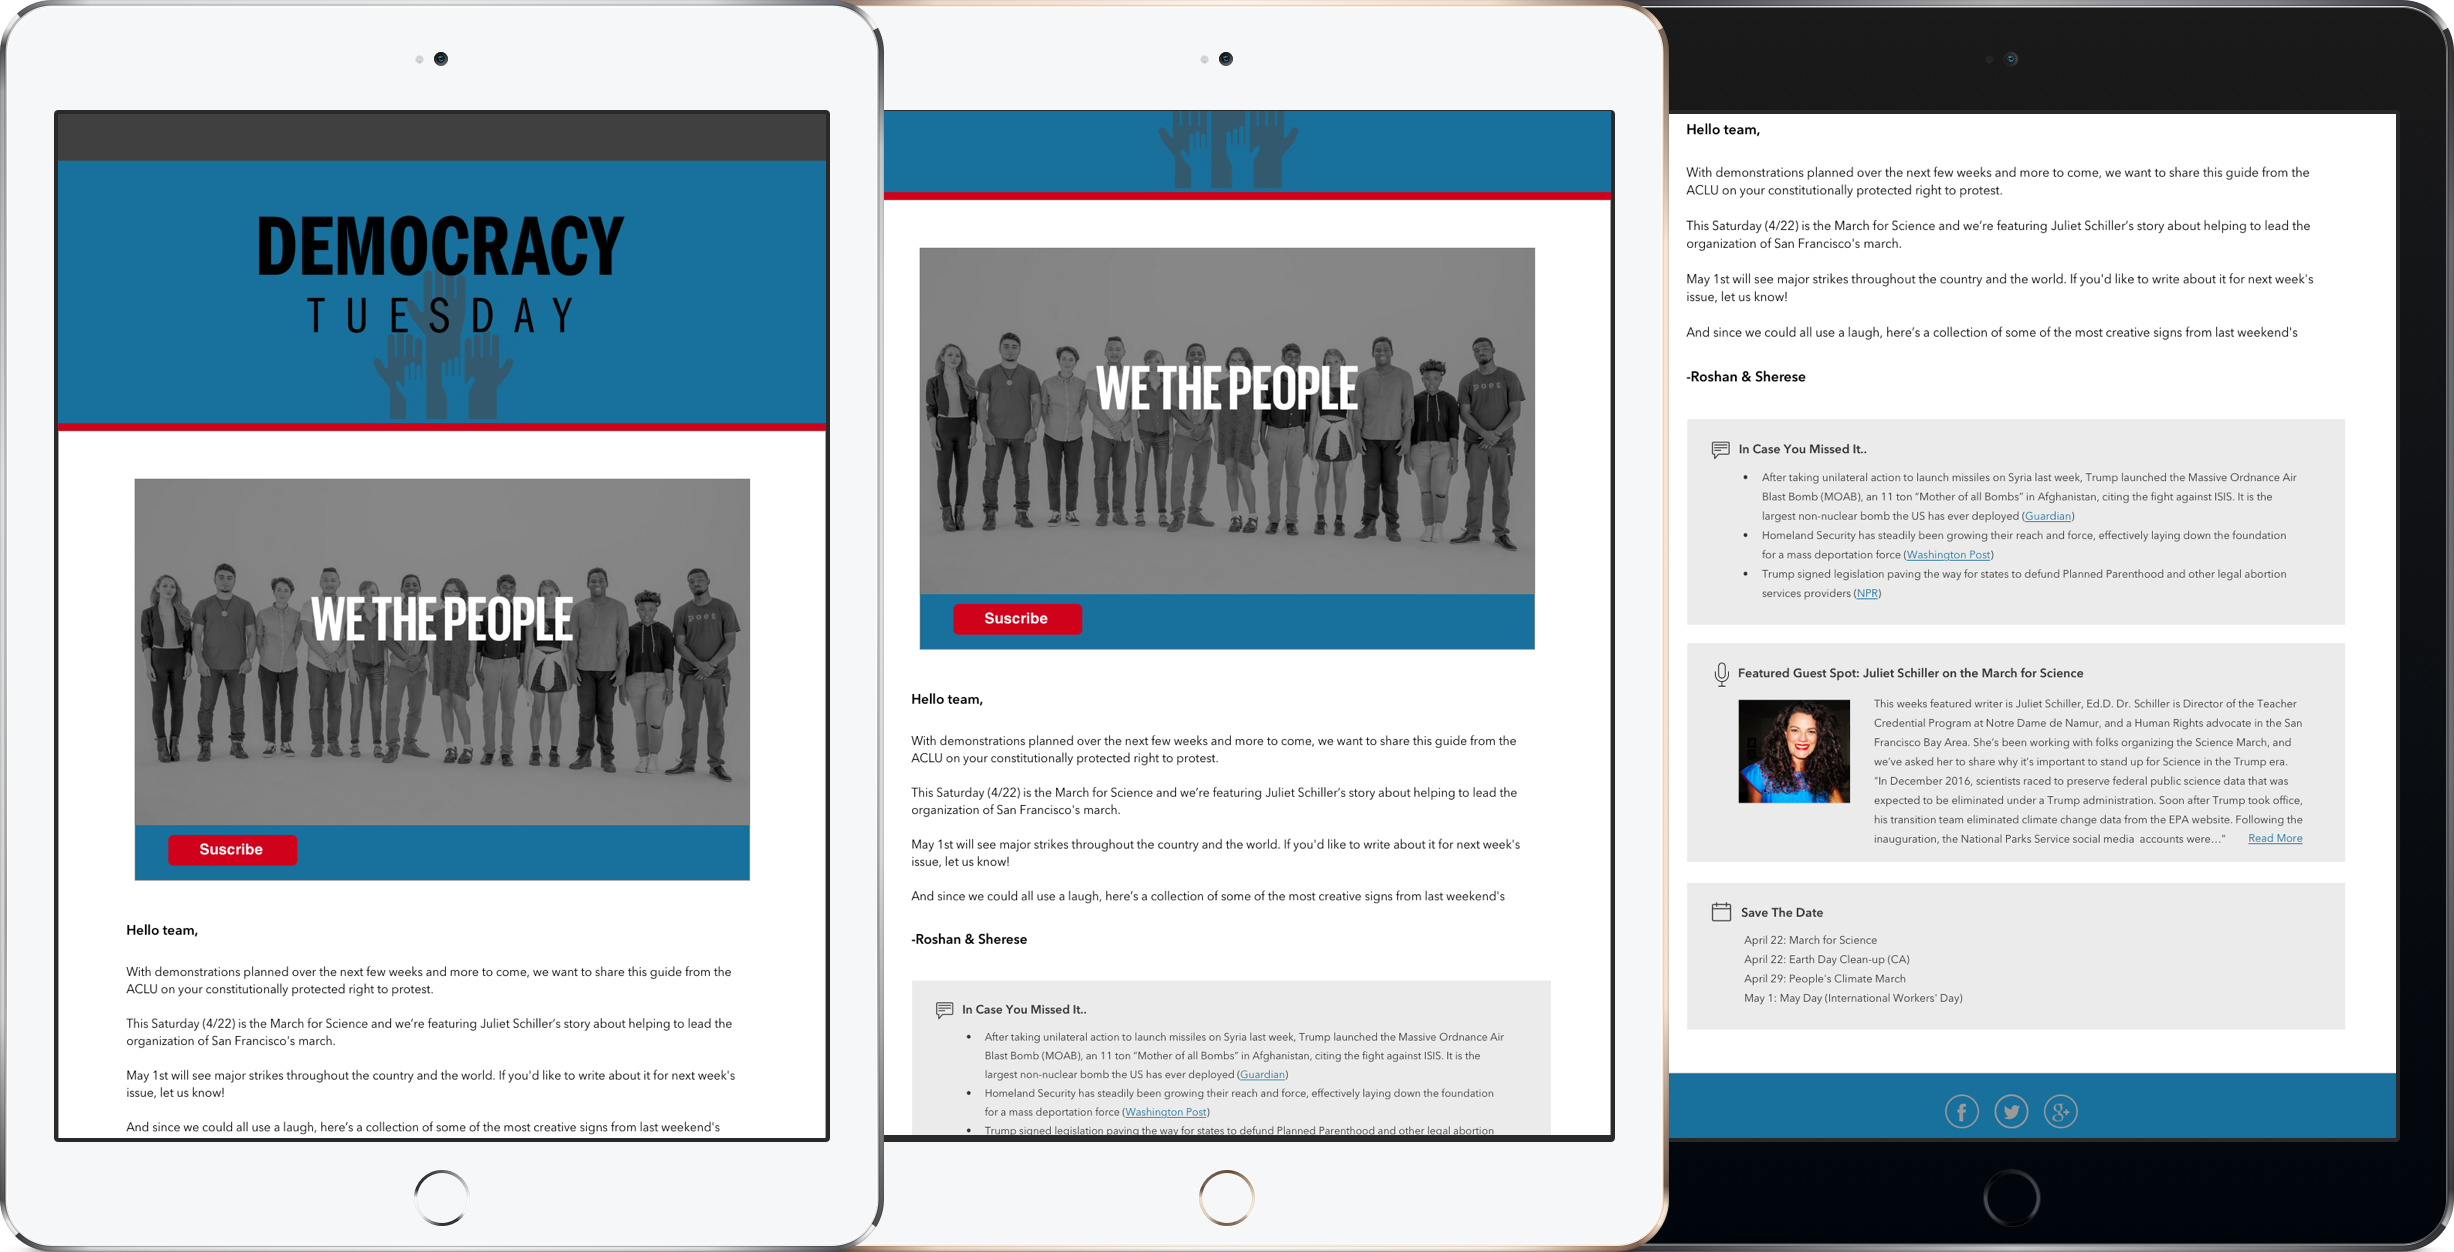 DEMOCRACY
TUESDAY
WE THE PEOPLE
poet
Suscribe
Hello team,
With demonstrations planned over the next few weeks and more to come, we want to share this guide from the
ACLU on your constitutionally protected right to protest.
This Saturday (4/22) is the March for Science and we're featuring Juliet Schiller's story about helping to lead the
organization of San Francisco's march.
May 1st will see major strikes throughout the country and the world. If you'd like to write about it for next week's
issue, let us know!
And since we could all use a laugh, here's a collection of some of the most creative signs from last weekend's
WE THE PEOPLE
poet
Suscribe
Hello team,
With demonstrations planned over the next few weeks and more to come, we want to share this guide from the
ACLU on your constitutionally protected right to protest.
This Saturday (4/22) is the March for Science and we're featuring Juliet Schiller's story about helping to lead the
organization of San Francisco's march.
May 1st will see major strikes throughout the country and the world. If you'd like to write about it for next week's
issue, let us know!
And since we could all use a laugh, here's a collection of some of the most creative signs from last weekend's
-Roshan & Sherese
In Case You Missed It..
• After taking unilateral action to launch missiles on Syria last week, Trump launched the Massive Ordnance Air
Blast Bomb (MOAB), an 11 ton “Mother of all Bombs” in Afghanistan, citing the fight against ISIS. It is the
largest non-nuclear bomb the US has ever deployed (Guardian)
• Homeland Security has steadily been growing their reach and force, effectively laying down the foundation
for a mass deportation force (Washington Post)
• Trump signed legislation paving the way for states to defund Planned Parenthood and other legal abortion
Hello team,
With demonstrations planned over the next few weeks and more to come, we want to share this guide from the
ACLU on your constitutionally protected right to protest.
This Saturday (4/22) is the March for Science and we're featuring Juliet Schiller's story about helping to lead the
organization of San Francisco's march.
May 1st will see major strikes throughout the country and the world. If you'd like to write about it for next week's
issue, let us know!
And since we could all use a laugh, here's a collection of some of the most creative signs from last weekend's
-Roshan & Sherese
In Case You Missed It..
• After taking unilateral action to launch missiles on Syria last week, Trump launched the Massive Ordnance Air
Blast Bomb (MOAB), an 11 ton “Mother of all Bombs” in Afghanistan, citing the fight against ISIS. It is the
largest non-nuclear bomb the US has ever deployed (Guardian)
• Homeland Security has steadily been growing their reach and force, effectively laying down the foundation
for a mass deportation force (Washington Post)
• Trump signed legislation paving the way for states to defund Planned Parenthood and other legal abortion
services providers (NPR)
Featured Guest Spot: Juliet Schiller on the March for Science
This weeks featured writer is Juliet Schiller, Ed.D. Dr. Schiller is Director of the Teacher
Credential Program at Notre Dame de Namur, and a Human Rights advocate in the San
Francisco Bay Area. She's been working with folks organizing the Science March, and
we've asked her to share why it's important to stand up for Science in the Trump era.
"In December 2016, scientists raced to preserve federal public science data that was
expected to be eliminated under a Trump administration. Soon after Trump took office,
his transition team eliminated climate change data from the EPA website. Following the
inauguration, the National Parks Service social media accounts were..." Read More
Save The Date
April 22: March for Science
April 22: Earth Day Clean-up (CA)
April 29: People's Climate March
May 1: May Day (International Workers' Day)
f
g+